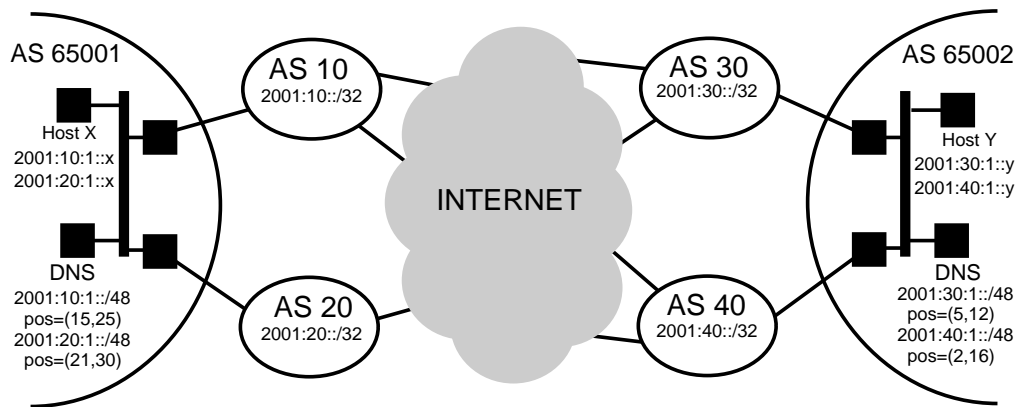 AS 65001
Host X
2001:10:1::x
2001:20:1::x
DNS
2001:10:1::/48
pos=(15,25)
2001:20:1::/48
pos=(21,30)
AS 10
2001:10::/32
AS 20
2001:20::/32
INTERNET
AS 30
2001:30::/32
AS 40
2001:40::/32
AS 65002
Host Y
2001:30:1::y
2001:40:1::y
DNS
2001:30:1::/48
pos=(5,12)
2001:40:1::/48
pos=(2,16)